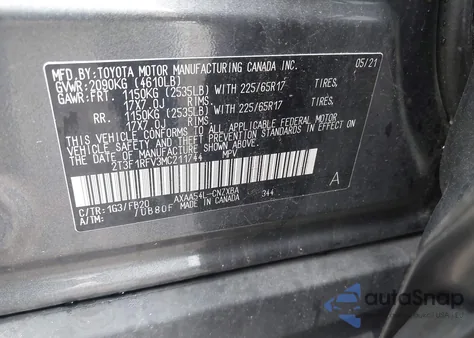 MFD. BY: TOYOTA MOTOR MANUFACTURING CANADA INC. 05/21
GVWR: 2090KG (4610LB)
GAWR: FRT. 1150KG (2535LB) WITH 225/65R17
17X7.0J RIMS.
RR. 1150KG (2535LB) WITH 225/65R17
17X7.0J RIMS.
THIS VEHICLE CONFORMS TO ALL APPLICABLE FEDERAL MOTOR
VEHICLE SAFETY AND THEFT PREVENTION STANDARDS IN
EFFECT ON THE DATE OF MANUFACTURE SHOWN ABOVE.
2T3F1RFV3MC211744 MPV
C/TR: 1G3/FB20 AXAA54L-CNZXBA 344 A
A/TM: /UB80F MADE IN CANADA
autoSnap